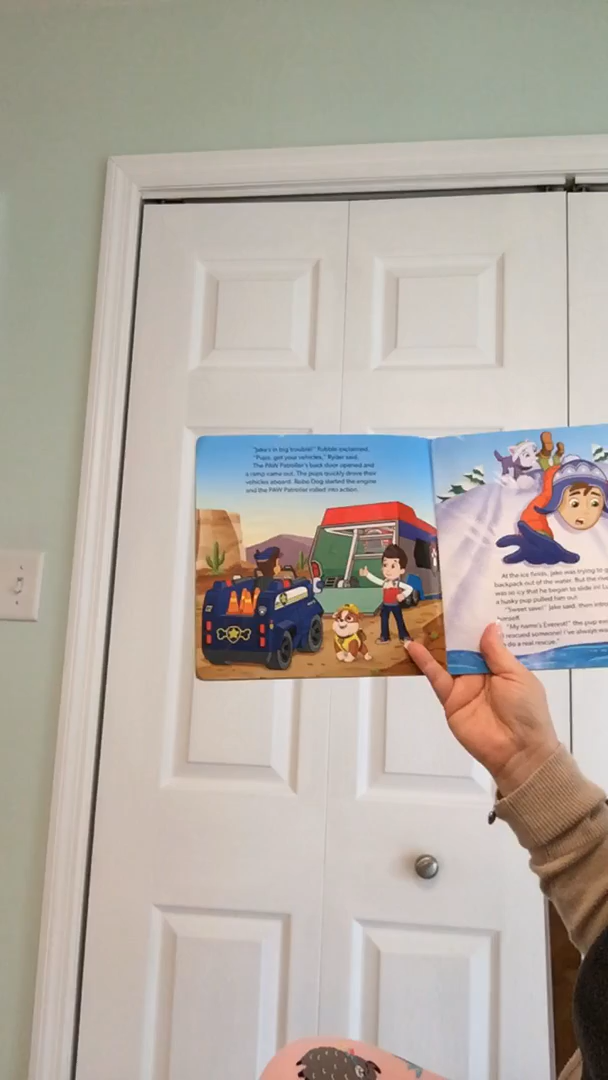 "Jake's in big trouble!" Rubble exclaimed.
"Pups, get your vehicles," Ryder said.
The PAW Patroller's back door opened and
a ramp came out. The pups quickly drove their
vehicles aboard. Robo Dog started the engine
and the PAW Patroller rolled into action.
At the ice fields, Jake was trying to
backpack out of the water. But the
was so icy that he began to slide in!
a husky pup pulled him out.
"Sweet save!" Jake said, then
herself.
"My name's Everest!" the pup
rescued someone! I've always
do a real rescue."